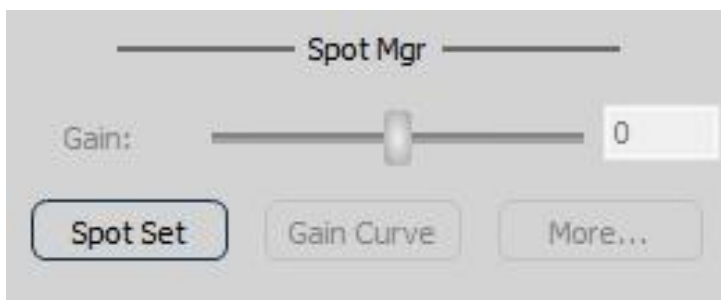 Spot Mgr
Gain: 0
Spot Set Gain Curve More...